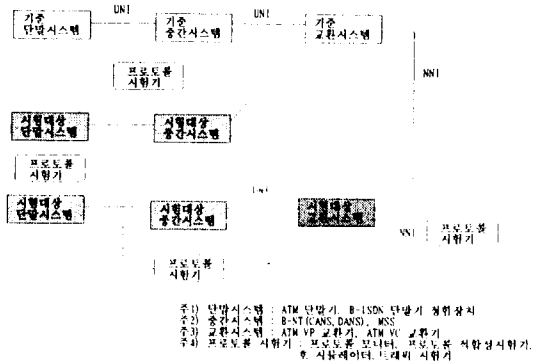 UNI
UNI
기준
단말시스템
기준
중간시스템
기준
교환시스템
NNI
프로토콜
시험기
시험대상
단말시스템
시험대상
중간시스템
프로토콜
시험기
시험대상
단말시스템
시험대상
중간시스템
UNI
시험대상
교환시스템
NNI
프로토콜
시험기
프로토콜
시험기
주1) 단말시스템 : ATM 단말기, B-ISDN 단말기 정합장치
주2) 중간시스템 : B-NT(CANS,DANS), MSS
주3) 교환시스템 : ATM VP 교환기, ATM VC 교환기
주4) 프로토콜 시험기 : 프로토콜 모니터, 프로토콜 적합성시험기,
호 시뮬레이터, 트래픽 시험기